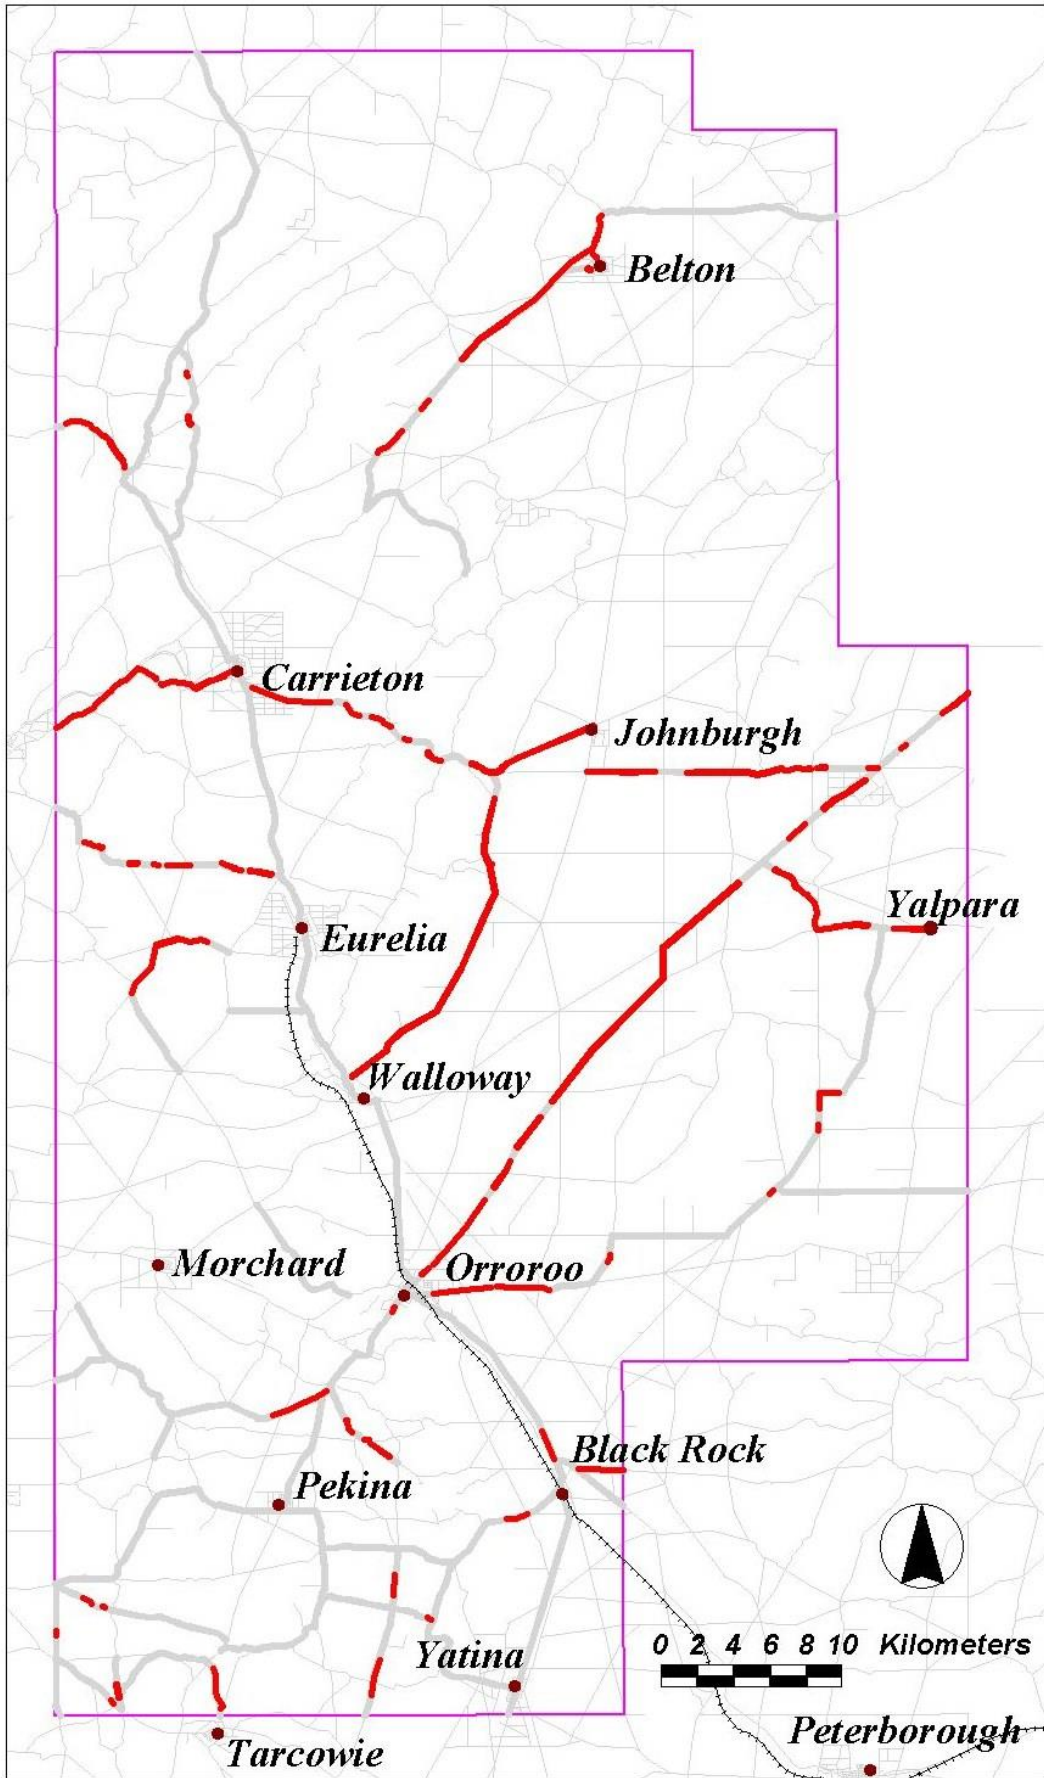 Belton
Carrieton
Johnburgh
Yalpara
Eurelia
Walloway
Morchard
Orroroo
Black Rock
Pekina
0 2 4 6 8 10 Kilometers
Yatina
Peterborough
Tarcowie